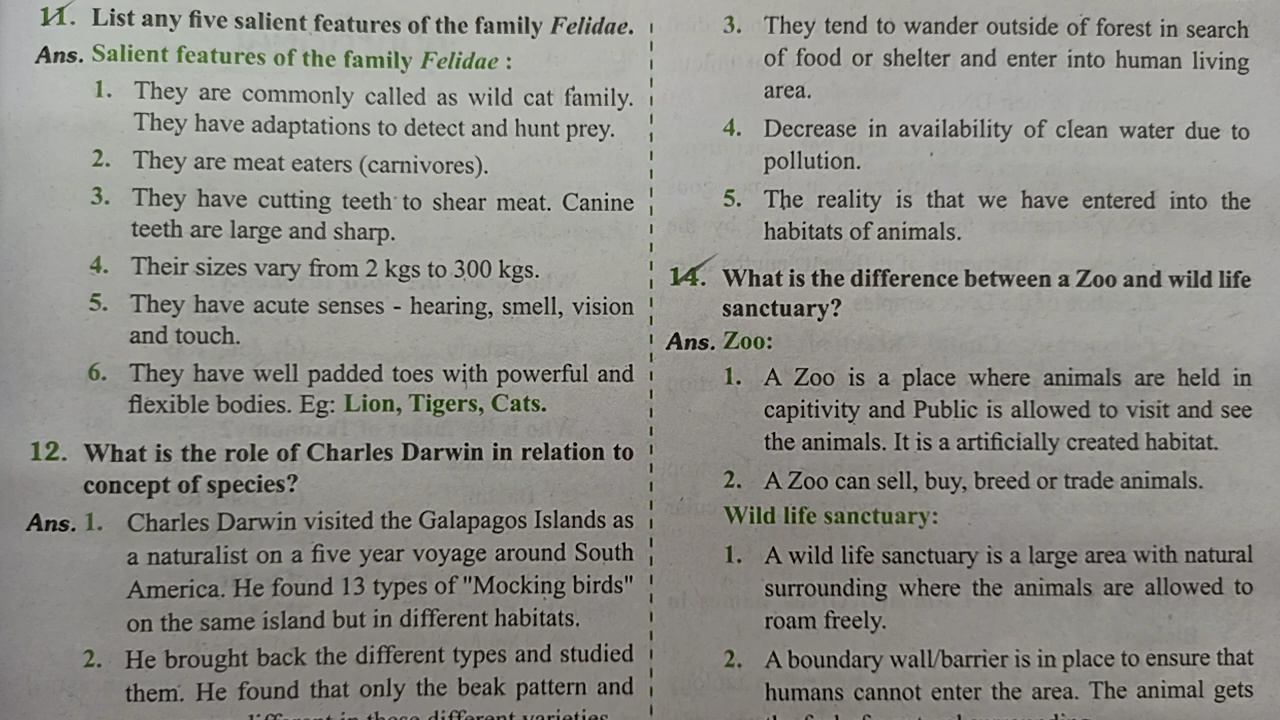 11. List any five salient features of the family Felidae.
Ans. Salient features of the family Felidae :
1. They are commonly called as wild cat family.
They have adaptations to detect and hunt prey.
2. They are meat eaters (carnivores).
3. They have cutting teeth to shear meat. Canine
teeth are large and sharp.
4. Their sizes vary from 2 kgs to 300 kgs.
5. They have acute senses - hearing, smell, vision
and touch.
6. They have well padded toes with powerful and
flexible bodies. Eg: Lion, Tigers, Cats.
12. What is the role of Charles Darwin in relation to
concept of species?
Ans. 1. Charles Darwin visited the Galapagos Islands as
a naturalist on a five year voyage around South
America. He found 13 types of "Mocking birds"
on the same island but in different habitats.
2. He brought back the different types and studied
them. He found that only the beak pattern and
different in these different varieties
3. They tend to wander outside of forest in search
of food or shelter and enter into human living
area.
4. Decrease in availability of clean water due to
pollution.
5. The reality is that we have entered into the
habitats of animals.
14. What is the difference between a Zoo and wild life
sanctuary?
Ans. Zoo:
1. A Zoo is a place where animals are held in
capitivity and Public is allowed to visit and see
the animals. It is a artificially created habitat.
2. A Zoo can sell, buy, breed or trade animals.
Wild life sanctuary:
1. A wild life sanctuary is a large area with natural
surrounding where the animals are allowed to
roam freely.
2. A boundary wall/barrier is in place to ensure that
humans cannot enter the area. The animal gets